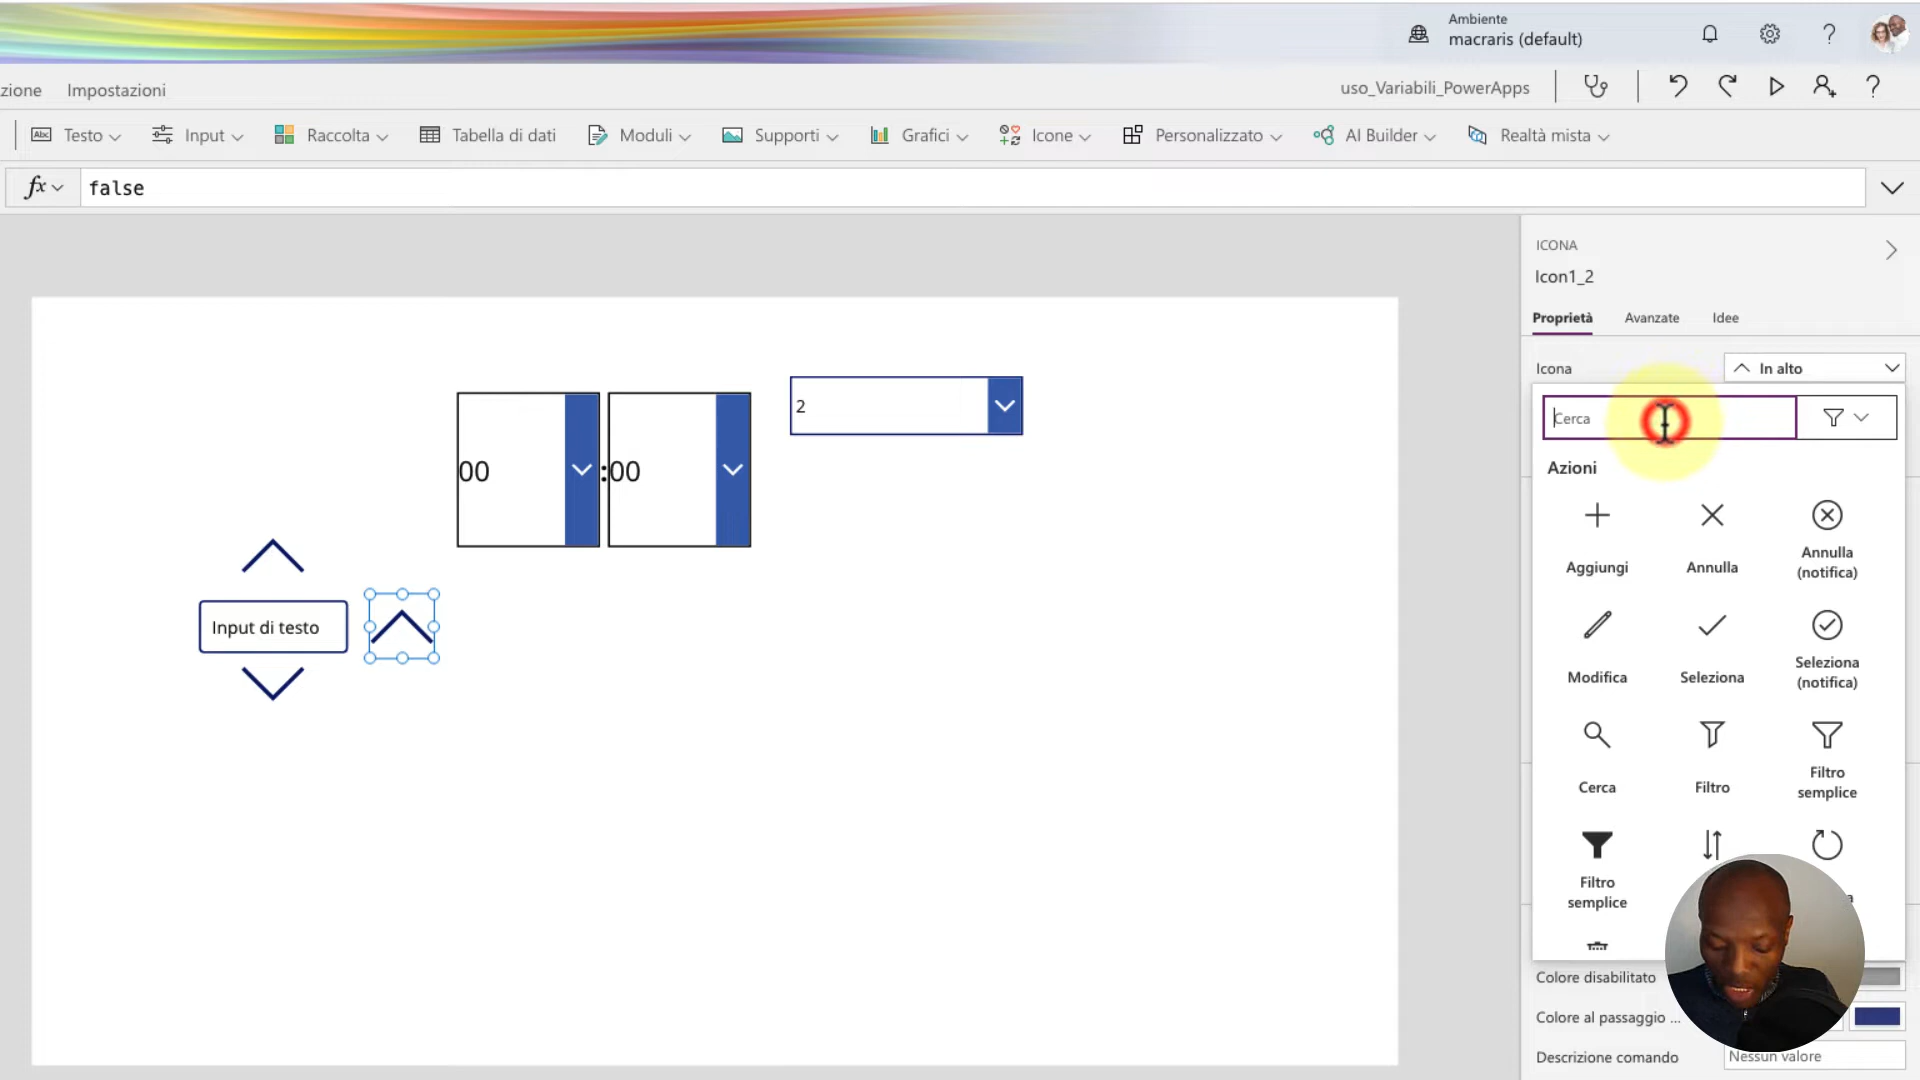 Ambiente
macraris (default)
zione
Impostazioni
uso_Variabili_PowerApps
Abc Testo
Input
Raccolta
Tabella di dati
Moduli
Supporti
Grafici
Icone
Personalizzato
AI Builder
Realtà mista
fx
false
ICONA
Icon1_2
Proprietà
Avanzate
Idee
Icona
In alto
Cerca
Azioni
Aggiungi
Annulla
Annulla
(notifica)
Modifica
Seleziona
Seleziona
(notifica)
Cerca
Filtro
Filtro
semplice
Filtro
semplice
a
Colore disabilitato
Colore al passaggio ...
Descrizione comando
Nessun valore
2
00
:00
Input di testo